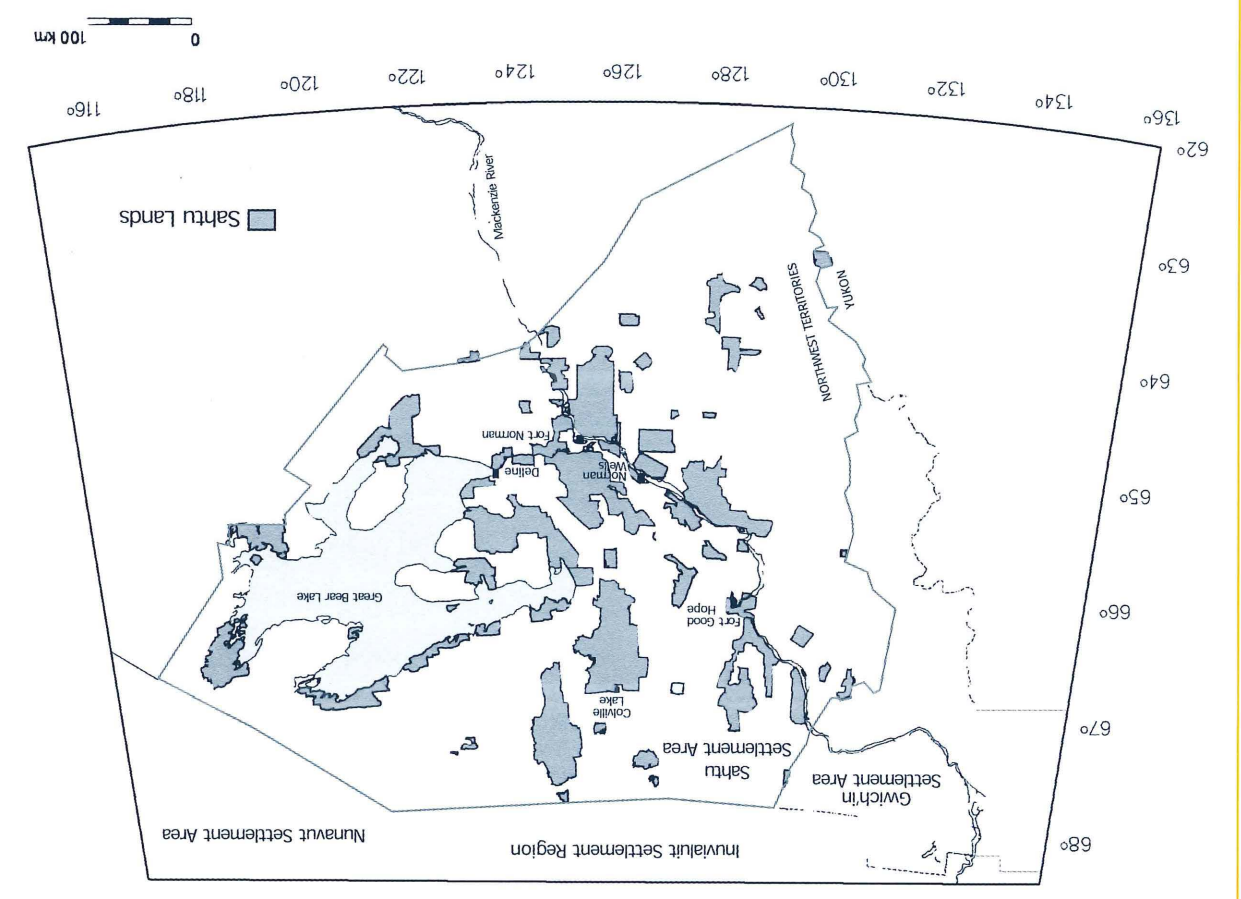 Inuvialuit Settlement Region
Nunavut Settlement Area
68°
Gwich'in
Settlement Area
Sahtu
Settlement Area
67°
Colville
Lake
66°
Fort Good
Hope
Great Bear Lake
65°
Norman
Wells
Deline
Fort Norman
64°
NORTHWEST TERRITORIES
YUKON
63°
Mackenzie River
Sahtu Lands
62°
136°
134°
132°
130°
128°
126°
124°
122°
120°
118°
116°
0
100 km